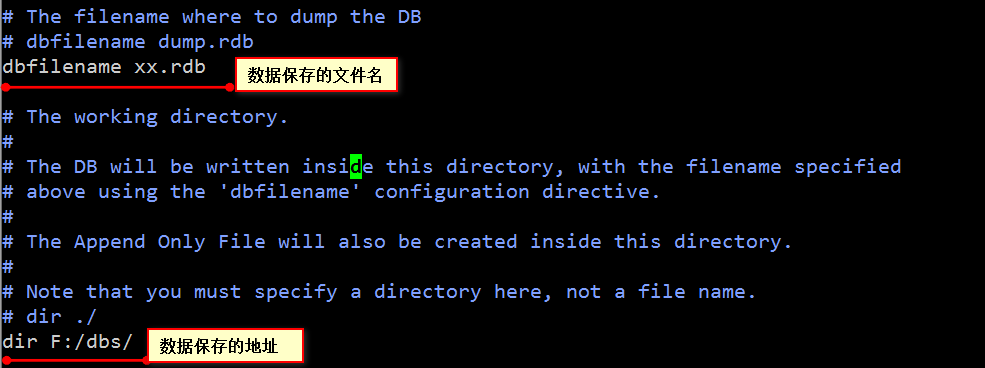 # The filename where to dump the DB
# dbfilename dump.rdb
dbfilename xx.rdb
数据保存的文件名
# The working directory.
#
# The DB will be written inside this directory, with the filename specified
# above using the 'dbfilename' configuration directive.
#
# The Append Only File will also be created inside this directory.
#
# Note that you must specify a directory here, not a file name.
# dir ./
dir F:/dbs/
数据保存的地址